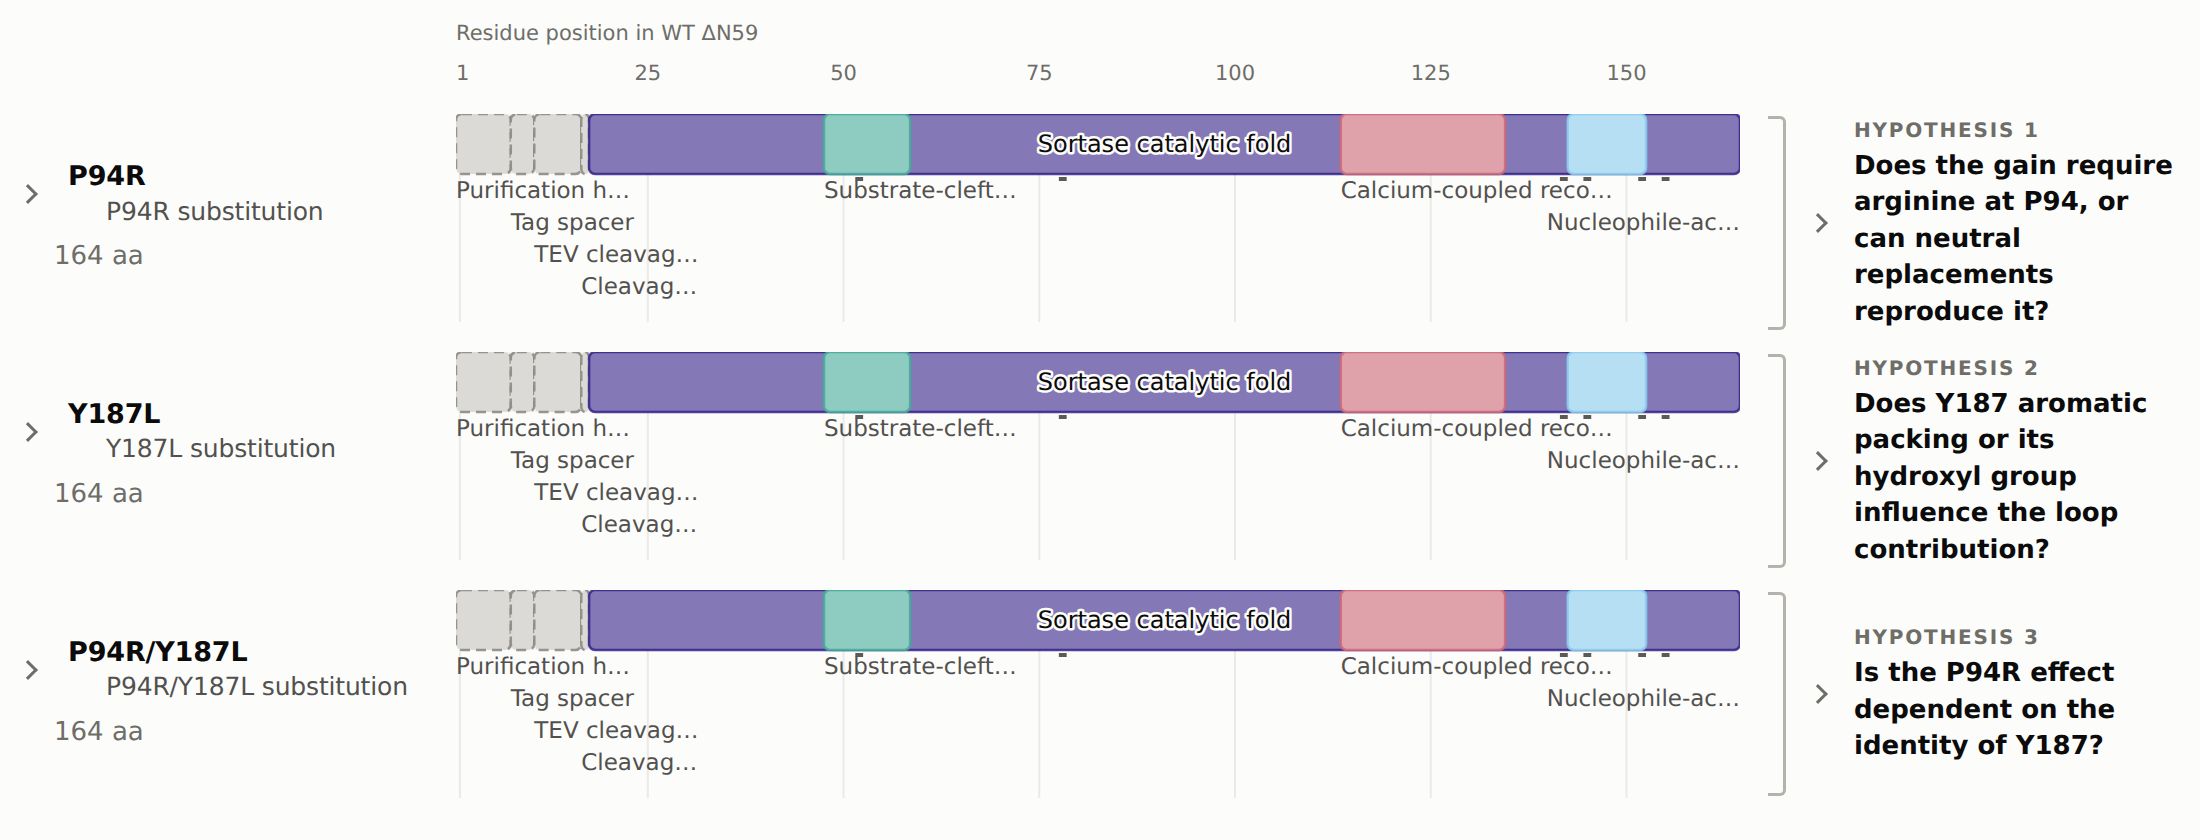 Residue position in WT ΔN59
1 25 50 75 100 125 150
P94R
P94R substitution
164 aa
Sortase catalytic fold
Purification h…
Substrate-cleft…
Calcium-coupled reco…
Tag spacer
Nucleophile-ac…
TEV cleavag…
Cleavag…
HYPOTHESIS 1
Does the gain require
arginine at P94, or
can neutral
replacements
reproduce it?
Y187L
Y187L substitution
164 aa
Sortase catalytic fold
Purification h…
Substrate-cleft…
Calcium-coupled reco…
Tag spacer
Nucleophile-ac…
TEV cleavag…
Cleavag…
HYPOTHESIS 2
Does Y187 aromatic
packing or its
hydroxyl group
influence the loop
contribution?
P94R/Y187L
P94R/Y187L substitution
164 aa
Sortase catalytic fold
Purification h…
Substrate-cleft…
Calcium-coupled reco…
Tag spacer
Nucleophile-ac…
TEV cleavag…
Cleavag…
HYPOTHESIS 3
Is the P94R effect
dependent on the
identity of Y187?